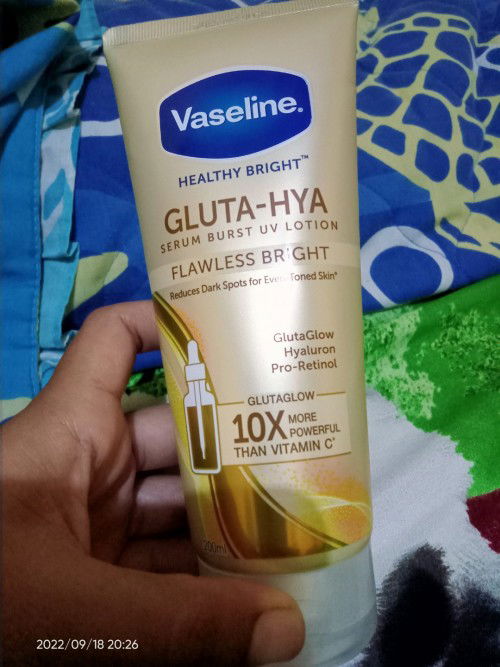 Vaseline.
HEALTHY BRIGHT™
GLUTA-HYA
SERUM BURST UV LOTION
FLAWLESS BRIGHT
Reduces Dark Spots for Even-Toned Skin*
GlutaGlow
Hyaluron
Pro-Retinol
GLUTAGLOW
10X MORE
POWERFUL
THAN VITAMIN C*
200ml
2022/09/18 20:26